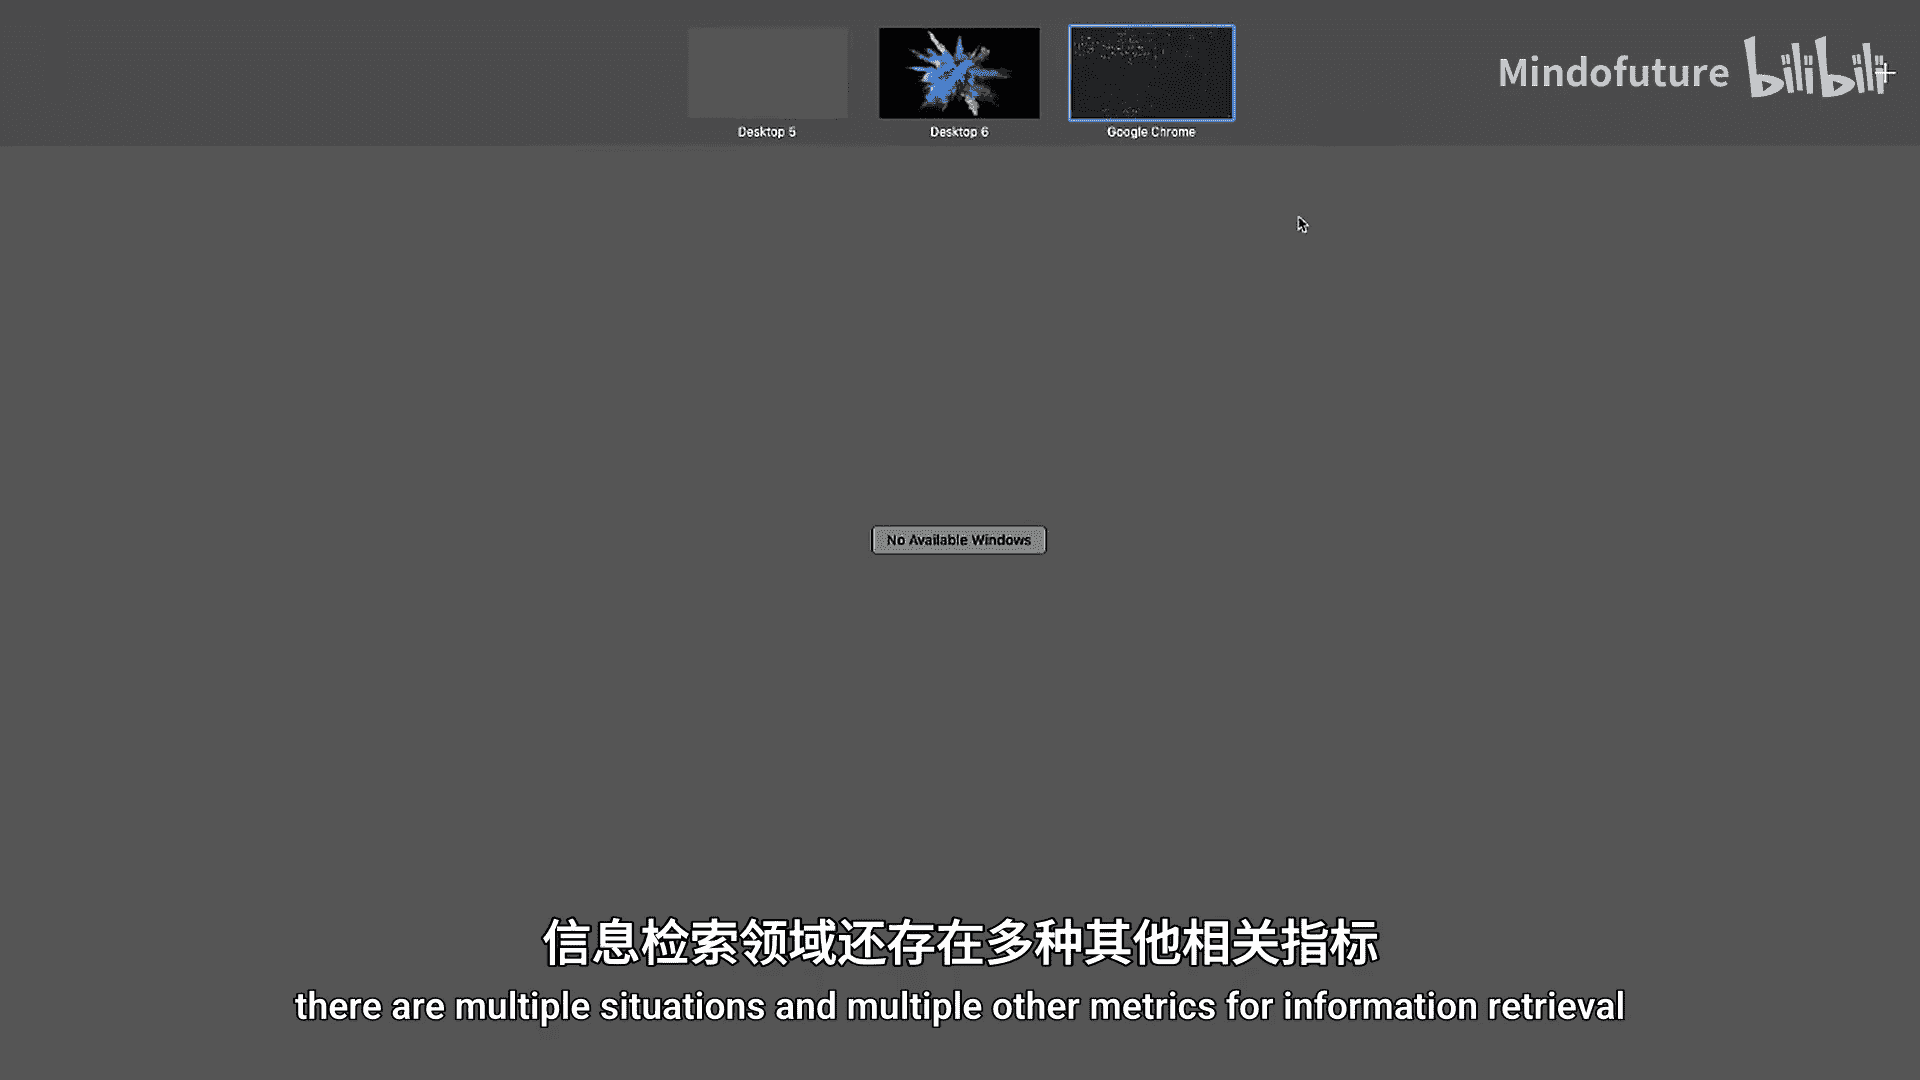 Mindofuture bilibili
Desktop 5
Desktop 6
Google Chrome
No Available Windows
信息检索领域还存在多种其他相关指标
there are multiple situations and multiple other metrics for information retrieval